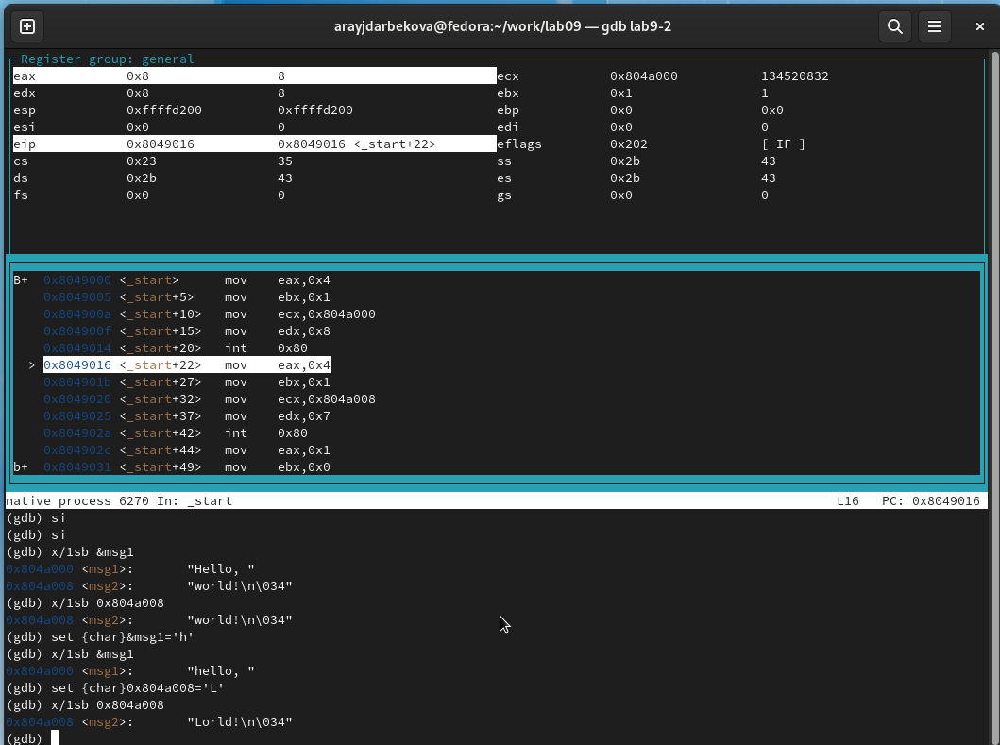 arayjdarbekova@fedora:~/work/lab09 — gdb lab9-2
Register group: general
eax 0x8 8 ecx 0x804a000 134520832
edx 0x8 8 ebx 0x1 1
esp 0xffffd200 0xffffd200 ebp 0x0 0x0
esi 0x0 0 edi 0x0 0
eip 0x8049016 0x8049016 <_start+22> eflags 0x202 [ IF ]
cs 0x23 35 ss 0x2b 43
ds 0x2b 43 es 0x2b 43
fs 0x0 0 gs 0x0 0
B+ 0x8049000 <_start> mov eax,0x4
0x8049005 <_start+5> mov ebx,0x1
0x804900a <_start+10> mov ecx,0x804a000
0x804900f <_start+15> mov edx,0x8
0x8049014 <_start+20> int 0x80
> 0x8049016 <_start+22> mov eax,0x4
0x804901b <_start+27> mov ebx,0x1
0x8049020 <_start+32> mov ecx,0x804a008
0x8049025 <_start+37> mov edx,0x7
0x804902a <_start+42> int 0x80
0x804902c <_start+44> mov eax,0x1
b+ 0x8049031 <_start+49> mov ebx,0x0
native process 6270 In: _start L16 PC: 0x8049016
(gdb) si
(gdb) si
(gdb) x/1sb &msg1
0x804a000 <msg1>: "Hello, "
0x804a008 <msg2>: "world!\n\034"
(gdb) x/1sb 0x804a008
0x804a008 <msg2>: "world!\n\034"
(gdb) set {char}&msg1='h'
(gdb) x/1sb &msg1
0x804a000 <msg1>: "hello, "
(gdb) set {char}0x804a008='L'
(gdb) x/1sb 0x804a008
0x804a008 <msg2>: "Lorld!\n\034"
(gdb)